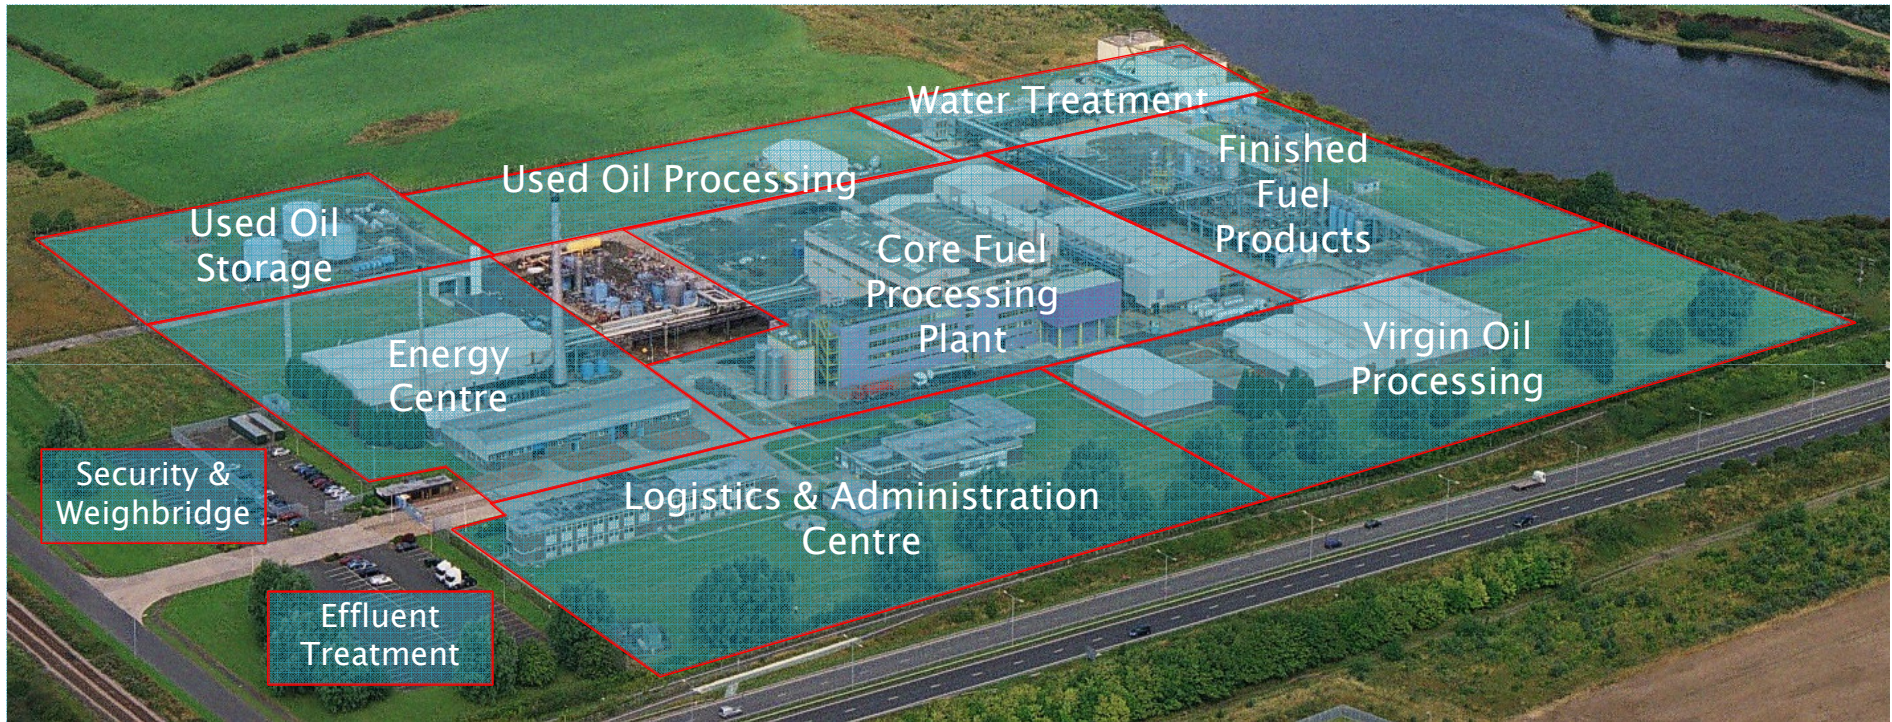 Water Treatment
Finished
Fuel
Products
Used Oil Processing
Used Oil
Storage
Core Fuel
Processing
Plant
Energy
Centre
Virgin Oil
Processing
Security &
Weighbridge
Logistics & Administration
Centre
Effluent
Treatment